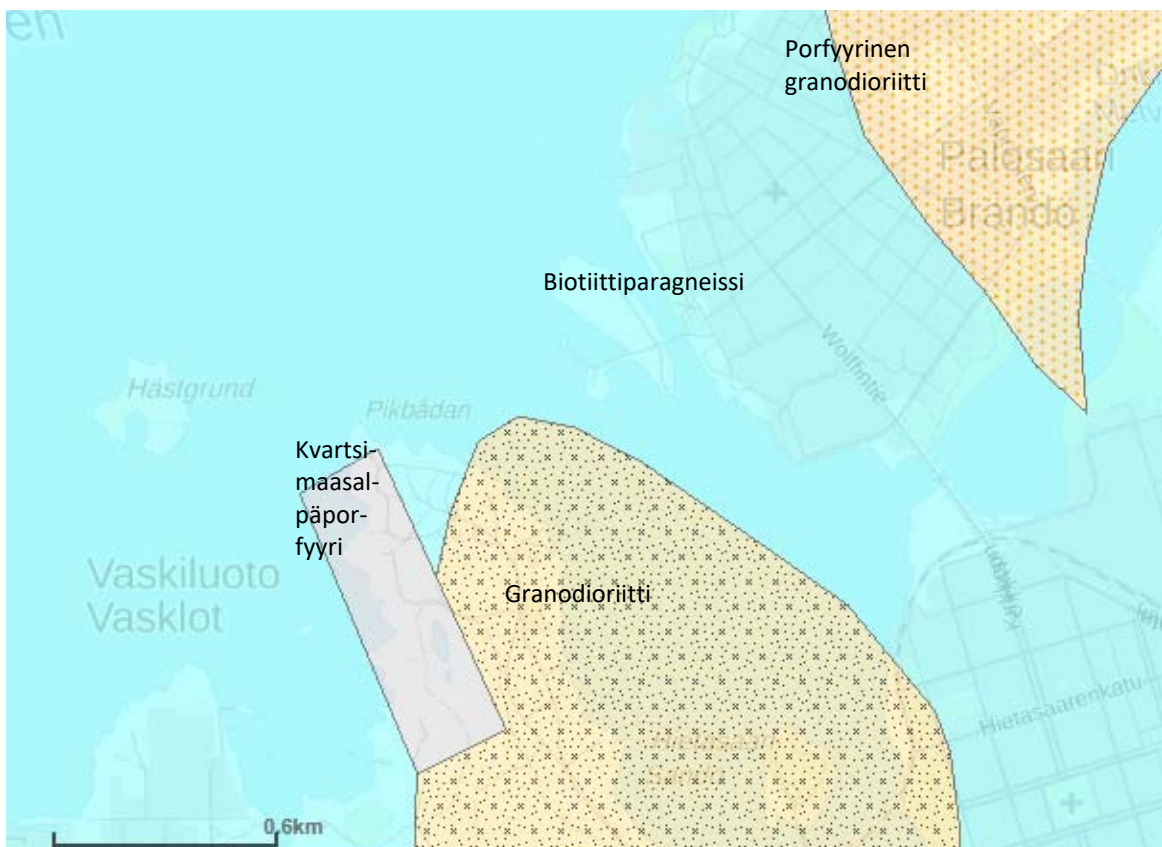 en
Porfyyrinen
granodioriitti
Palosaari
Brändö
Biotiittiparagneissi
Wolffintie
Hästgrund
Pikbådan
Kvartsi-
maasal-
päpor-
fyyri
Vaskiluoto
Vasklot
Granodioriitti
Hietasaarenkatu
0.6km